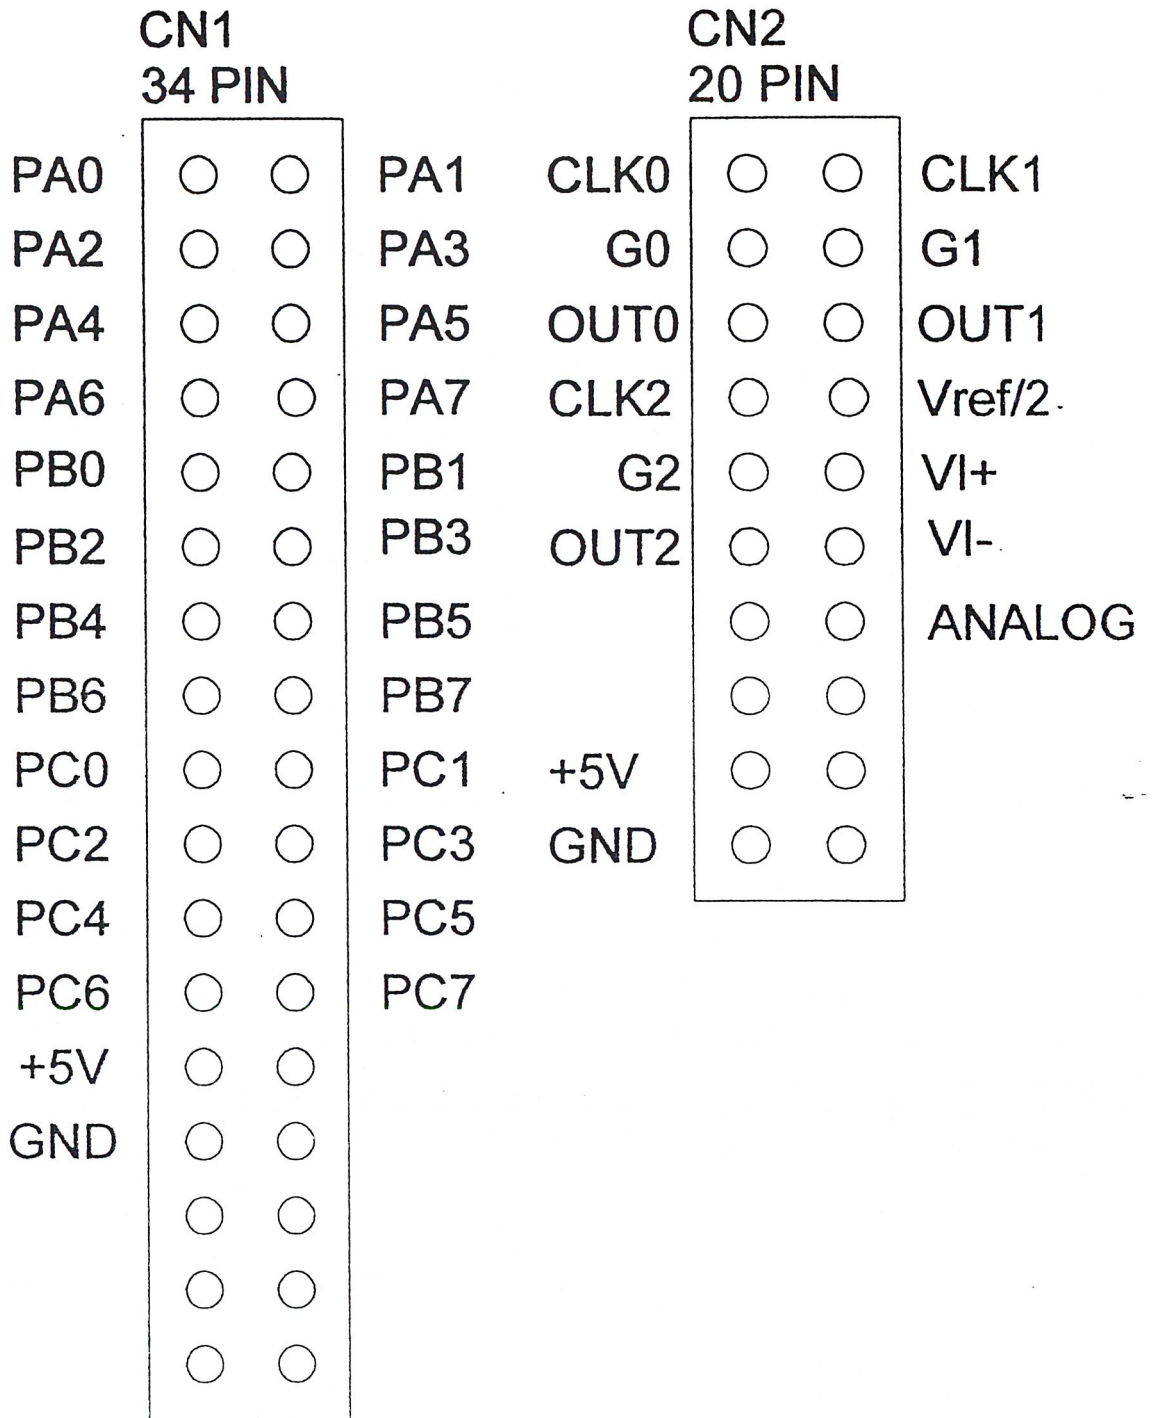 CN1 CN2
34 PIN 20 PIN
PA0 PA1 CLK0 CLK1
PA2 PA3 G0 G1
PA4 PA5 OUT0 OUT1
PA6 PA7 CLK2 Vref/2
PB0 PB1 G2 VI+
PB2 PB3 OUT2 VI-
PB4 PB5 ANALOG
PB6 PB7
PC0 PC1 +5V
PC2 PC3 GND
PC4 PC5
PC6 PC7
+5V
GND